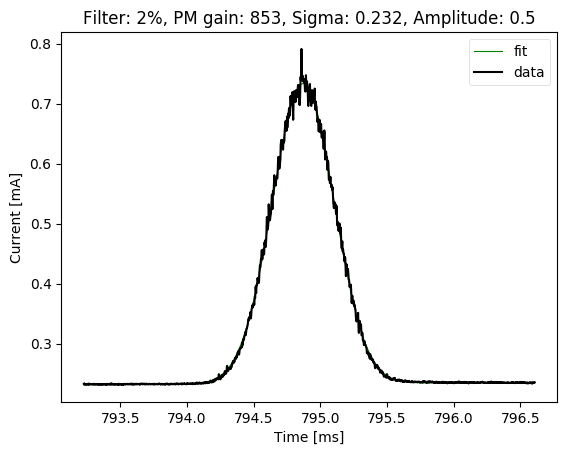 Filter: 2%, PM gain: 853, Sigma: 0.232, Amplitude: 0.5
fit
data
0.8
0.7
0.6
0.5
0.4
0.3
Current [mA]
793.5 794.0 794.5 795.0 795.5 796.0 796.5
Time [ms]